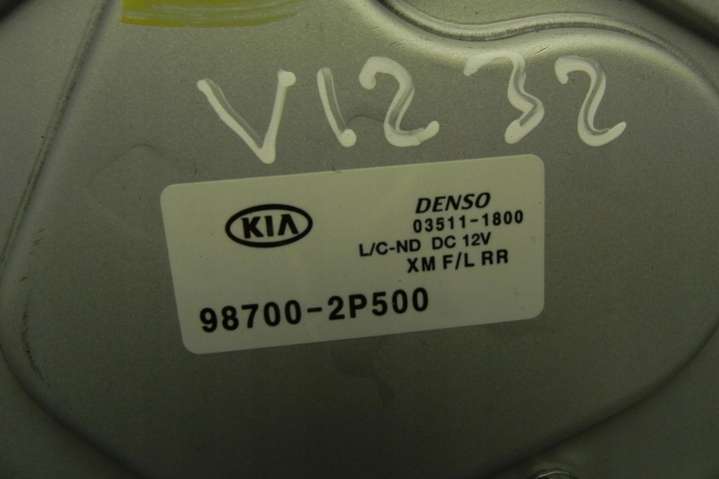 V1232
KIA
DENSO
03511-1800
L/C-ND DC 12V
XM F/L RR
98700-2P500